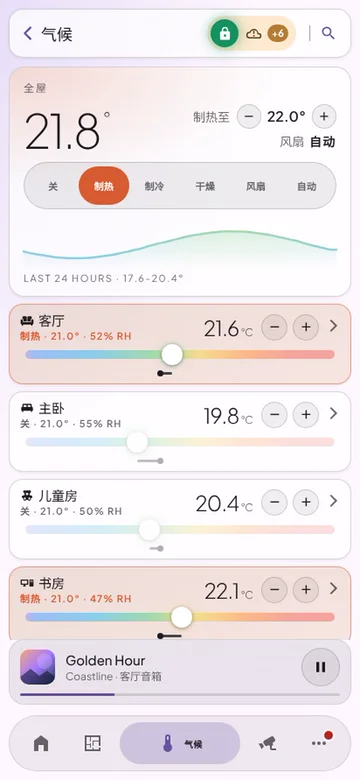 气候
+6
全屋
21.8°
制热至 − 22.0° +
风扇 自动
关 制热 制冷 干燥 风扇 自动
LAST 24 HOURS · 17.6–20.4°
客厅
制热 · 21.0° · 52% RH
21.6°C − +
主卧
关 · 21.0° · 55% RH
19.8°C − +
儿童房
关 · 21.0° · 50% RH
20.4°C − +
书房
制热 · 21.0° · 47% RH
22.1°C − +
Golden Hour
Coastline · 客厅音箱
气候